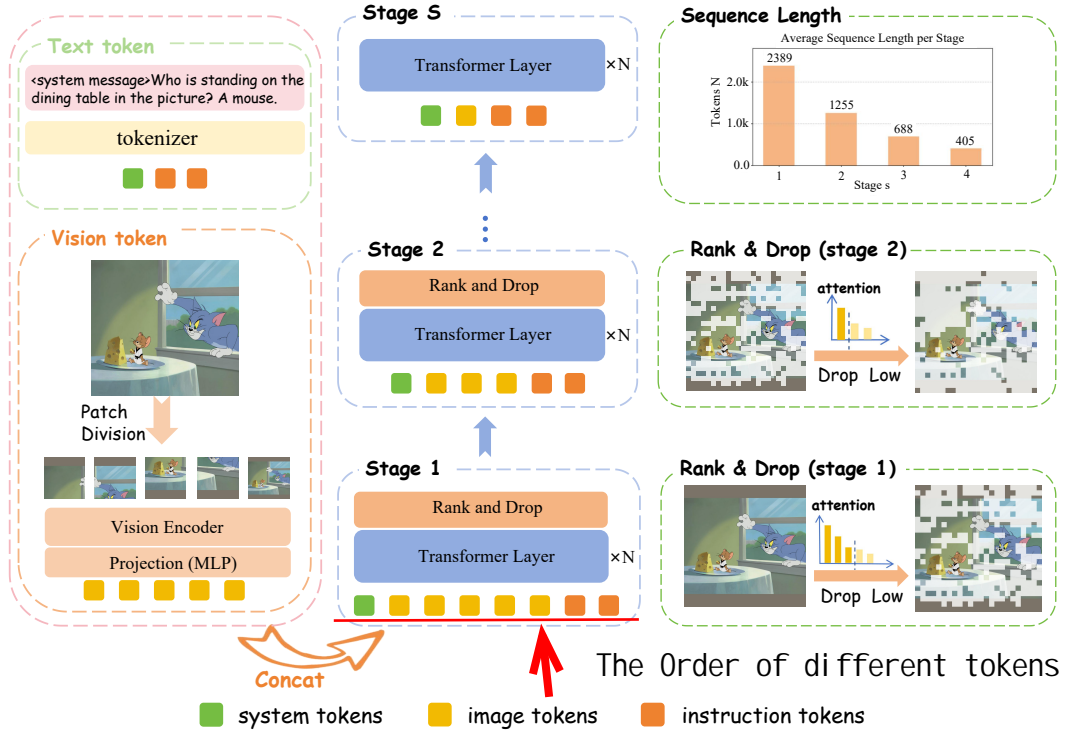 Text token
<system message>Who is standing on the
dining table in the picture? A mouse.
tokenizer
Vision token
Patch
Division
Vision Encoder
Projection (MLP)
Concat
Stage S
Transformer Layer
×N
Stage 2
Rank and Drop
Transformer Layer
×N
Stage 1
Rank and Drop
Transformer Layer
×N
Sequence Length
Average Sequence Length per Stage
Tokens N
2.0k
1.0k
0.0
2389
1255
688
405
1 2 3 4
Stage s
Rank & Drop (stage 2)
attention
Drop Low
Rank & Drop (stage 1)
attention
Drop Low
The Order of different tokens
system tokens
image tokens
instruction tokens